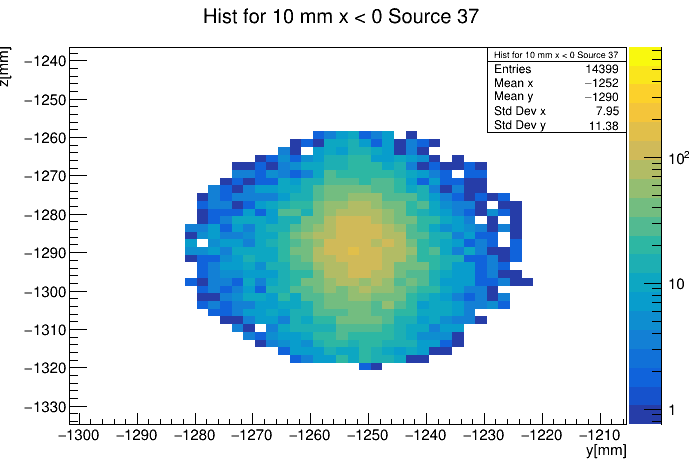 Hist for 10 mm x < 0 Source 37
z[mm]
Hist for 10 mm x < 0 Source 37
Entries 14399
Mean x −1252
Mean y −1290
Std Dev x 7.95
Std Dev y 11.38
−1240
−1250
−1260
−1270
−1280
−1290
−1300
−1310
−1320
−1330
10²
10
1
−1300 −1290 −1280 −1270 −1260 −1250 −1240 −1230 −1220 −1210
y[mm]